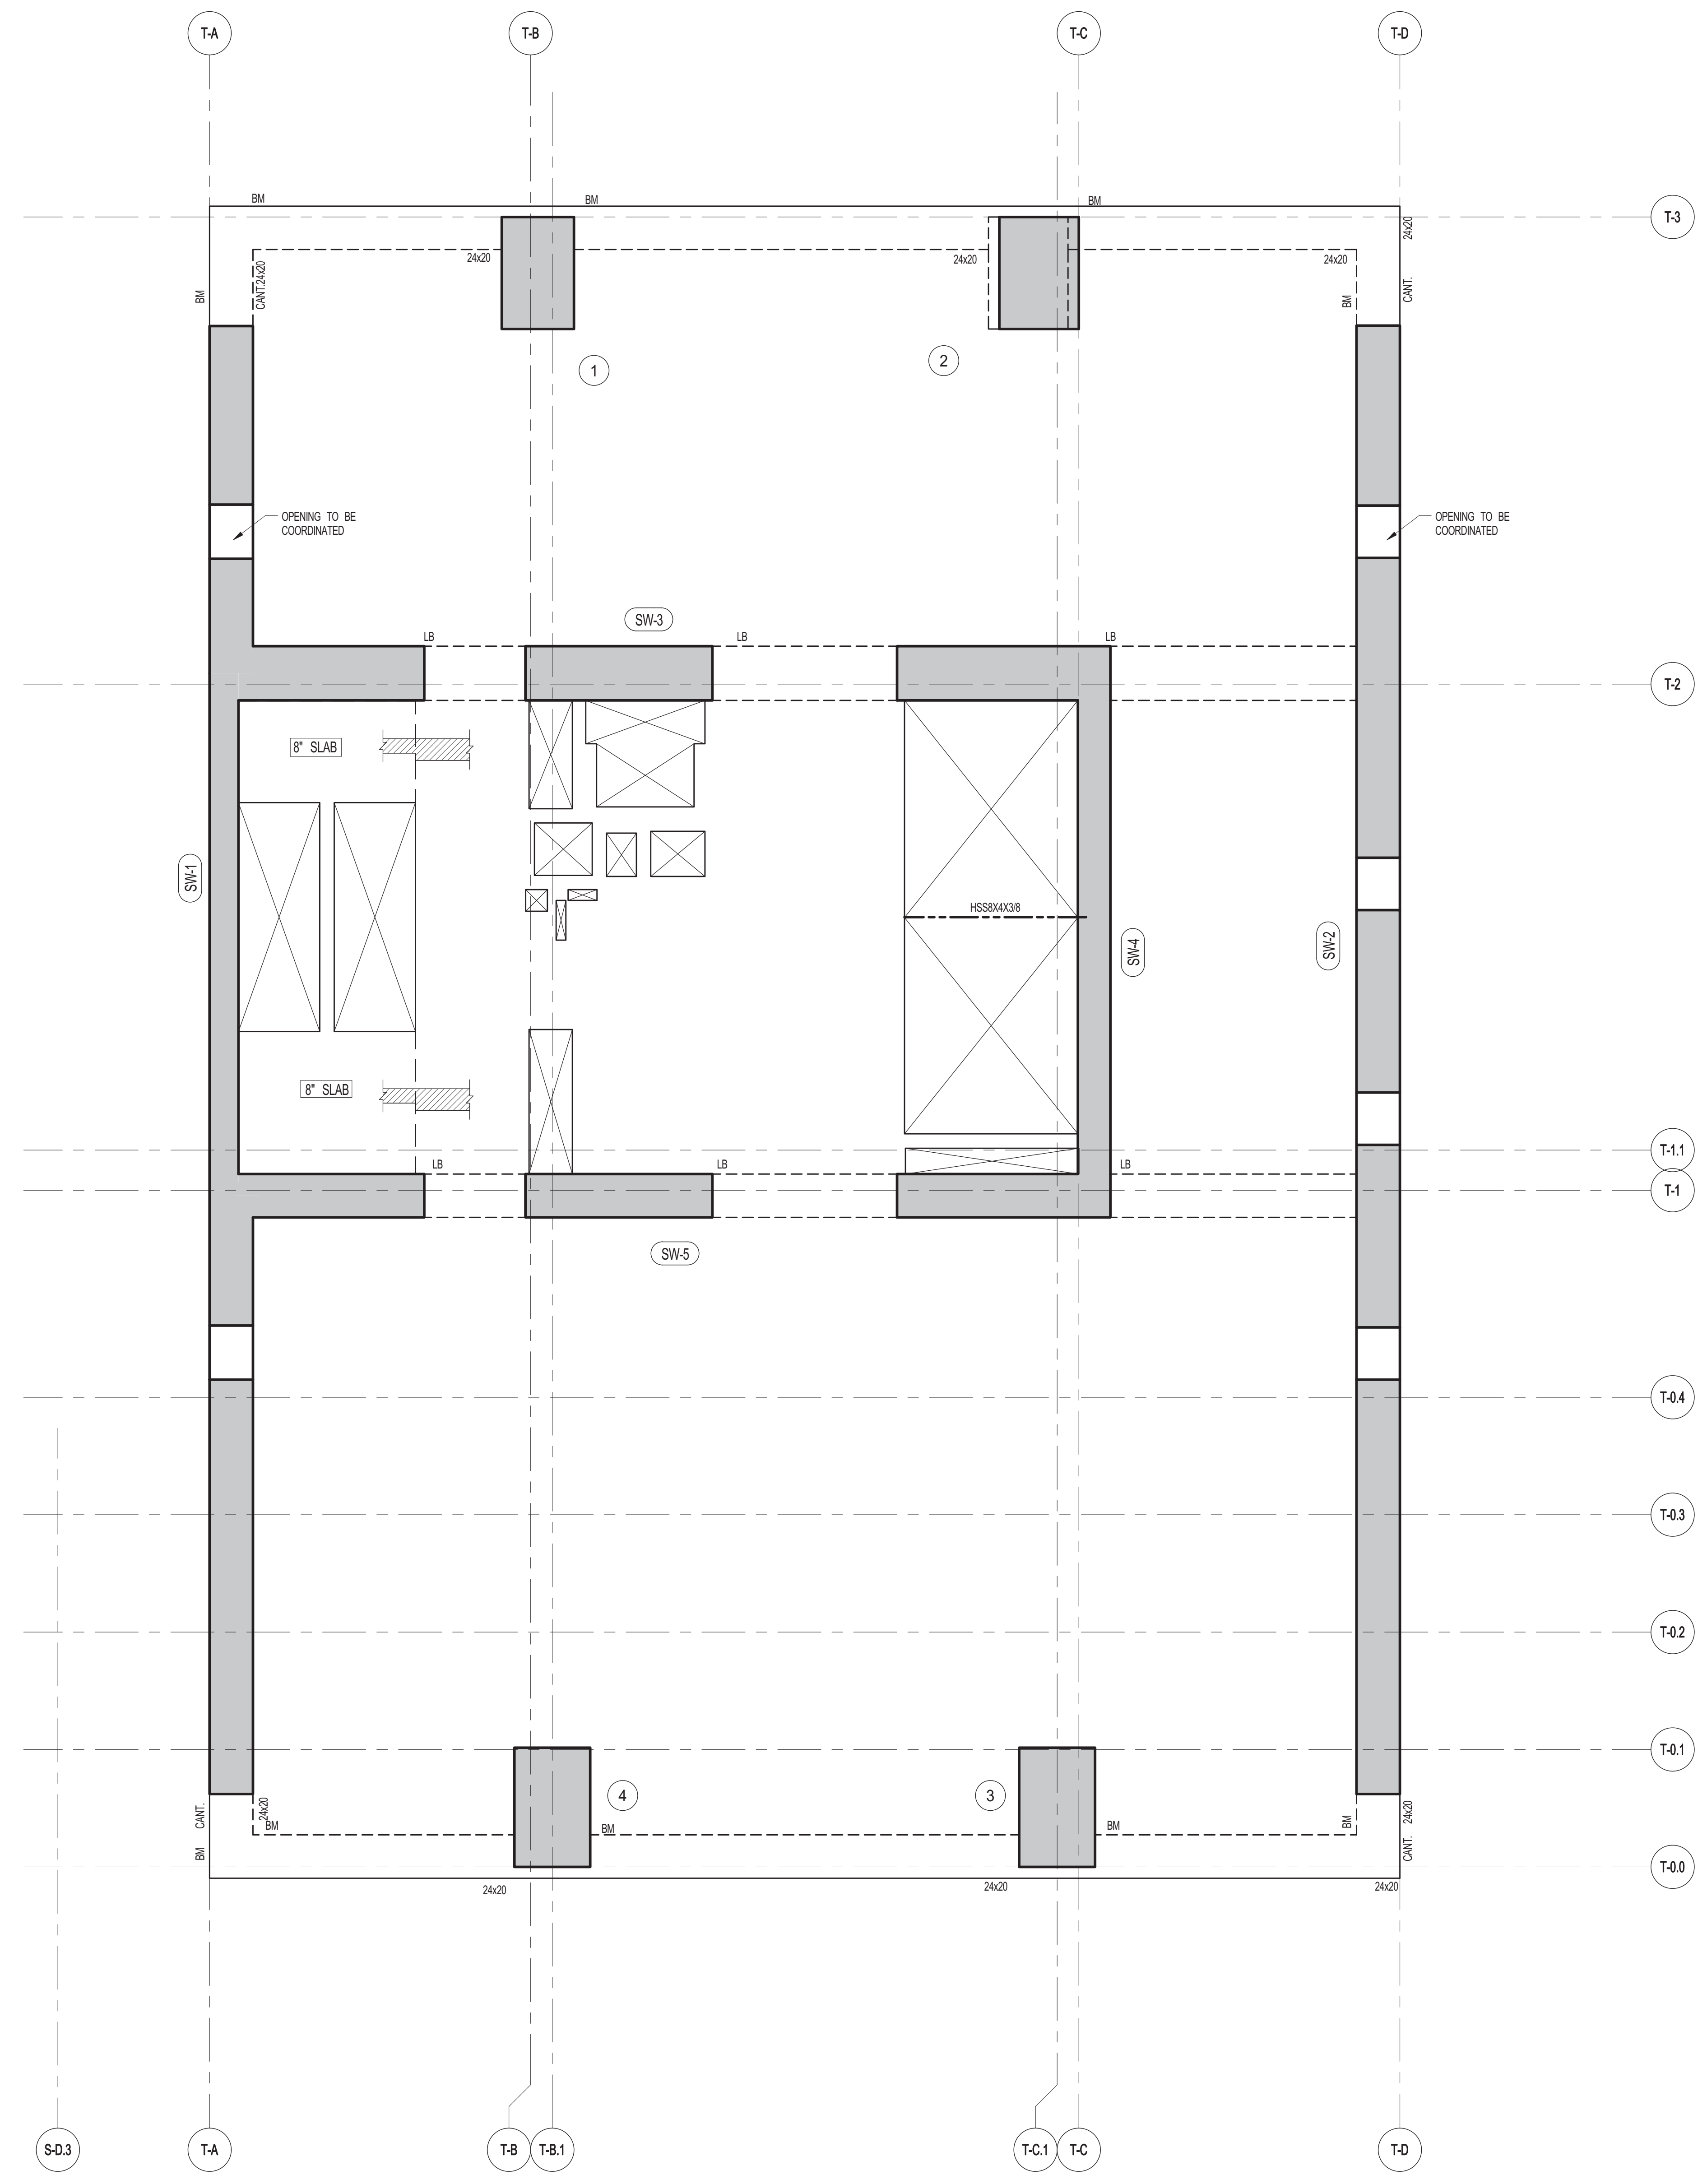 T-A
T-B
T-C
T-D
BM
BM
BM
24x20
T-3
24x20
24x20
24x20
CANT.24x20
BM
BM
CANT.
1
2
OPENING TO BE
COORDINATED
OPENING TO BE
COORDINATED
SW-3
LB
LB
LB
T-2
8" SLAB
SW-1
HSS8X4X3/8
SW-4
SW-2
8" SLAB
T-1.1
LB
LB
LB
T-1
SW-5
T-0.4
T-0.3
T-0.2
T-0.1
4
3
CANT.
24x20
24x20
BM
BM
BM
BM
BM
CANT.
T-0.0
24x20
24x20
24x20
S-D.3
T-A
T-B
T-B.1
T-C.1
T-C
T-D